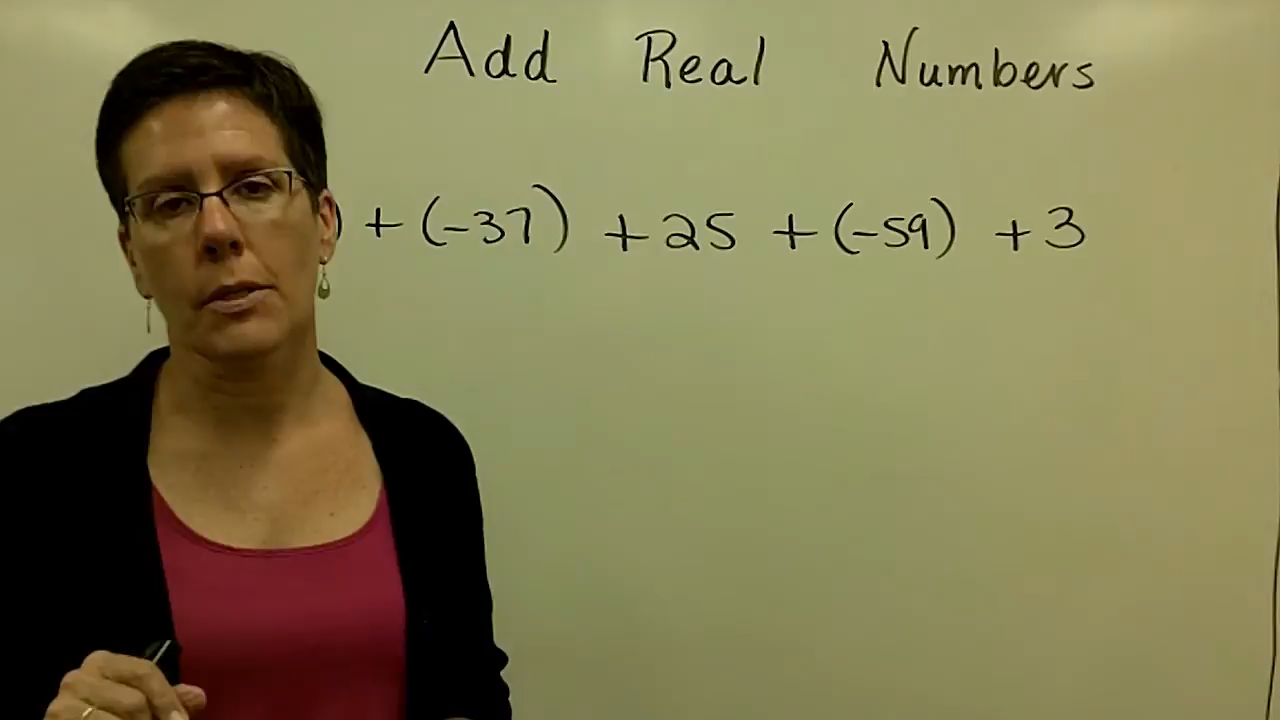 Add Real Numbers
) + (-37) + 25 + (-59) + 3